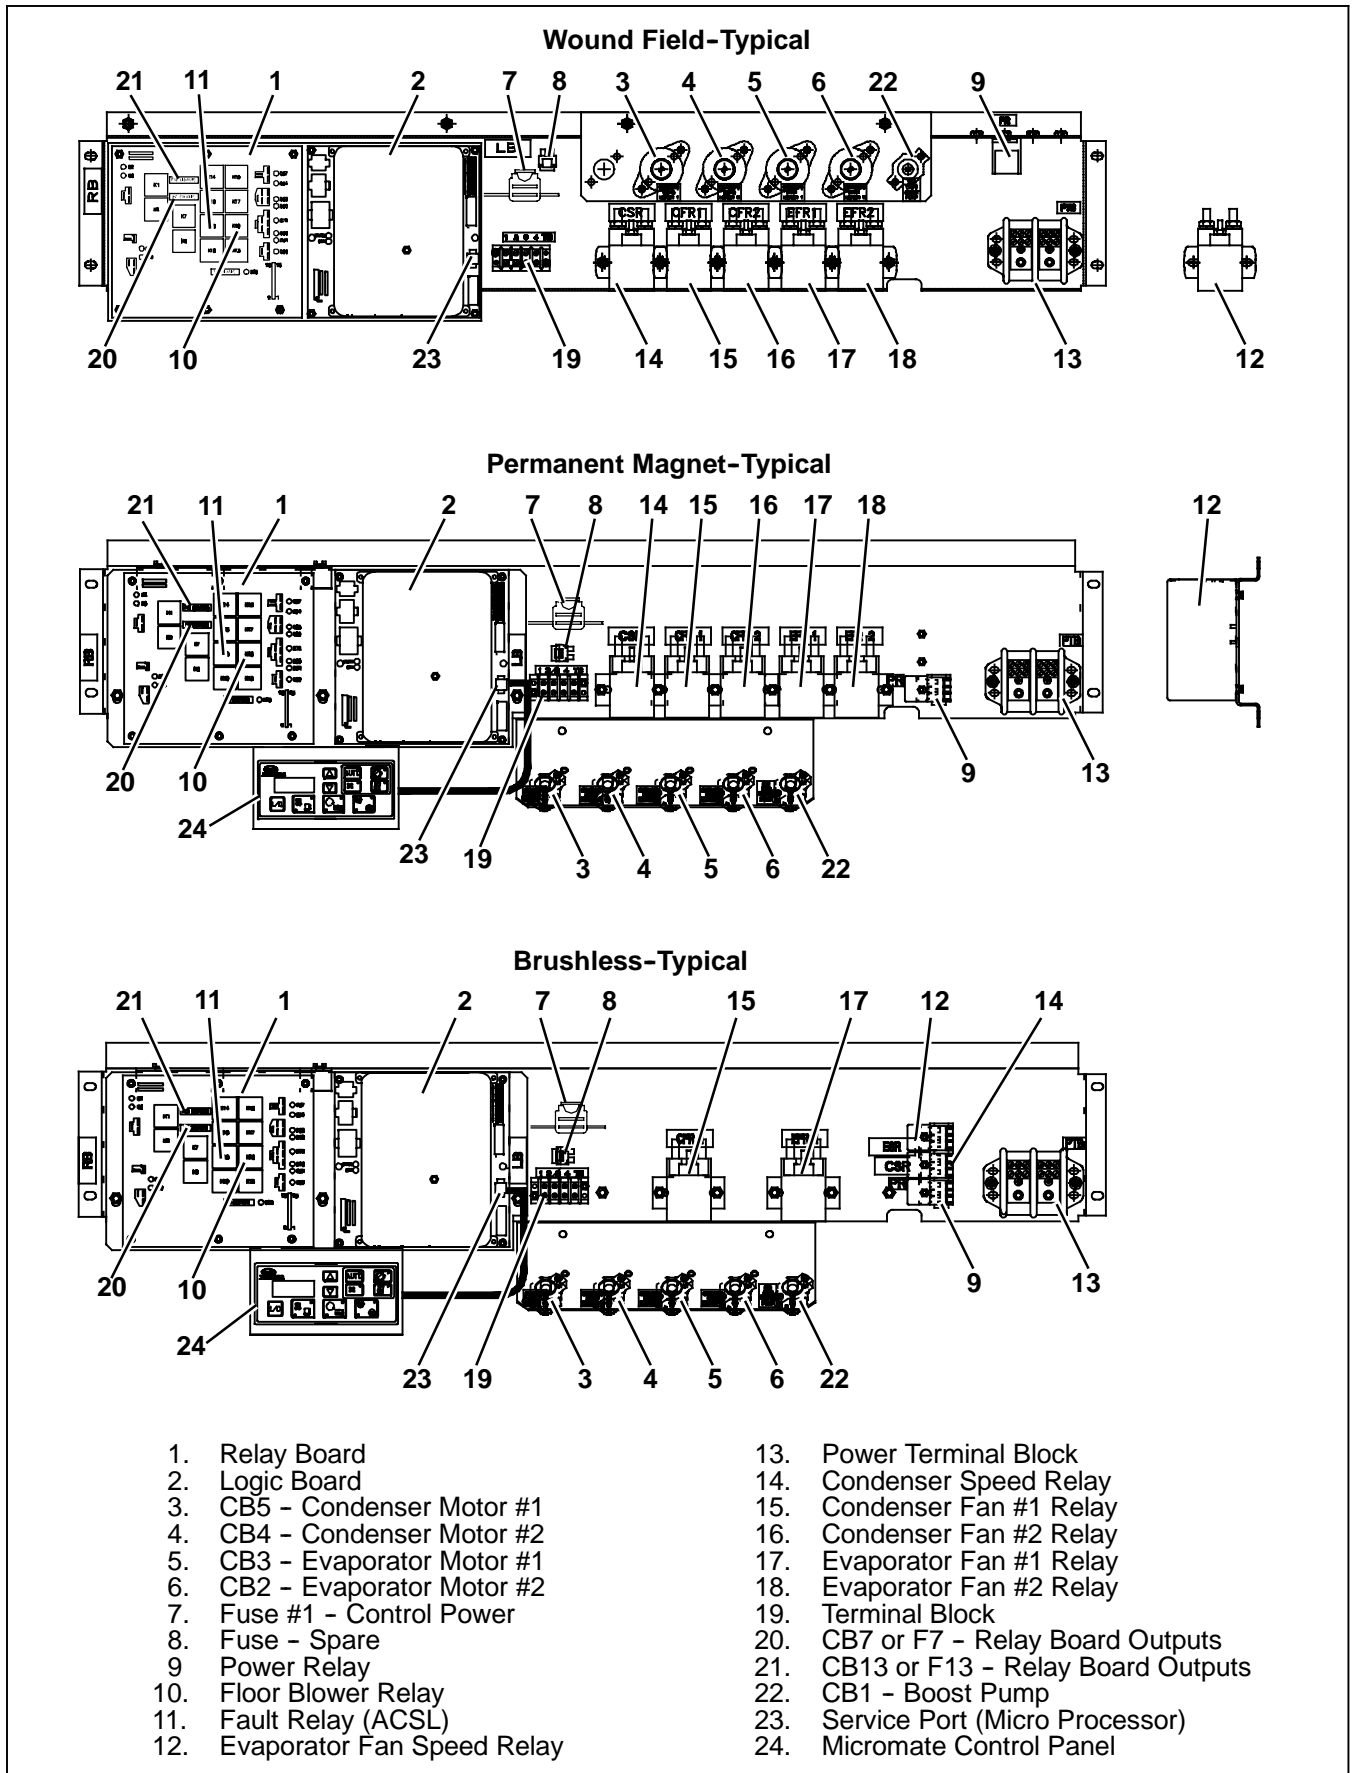 Wound Field-Typical
21 11 1 2 7 8 3 4 5 6 22 9
RB
LB
CSR CFR1 CFR2 EFR1 EFR2
20 10 23 19 14 15 16 17 18 13 12
Permanent Magnet-Typical
21 11 1 2 7 8 14 15 16 17 18 12
RB
LB
PR
20 10 23 19 9 13
24 3 4 5 6 22
Brushless-Typical
21 11 1 2 7 8 15 17 12 14
RB
LB
CSR
PR
20 10 9 13
24 23 19 3 4 5 6 22
1. Relay Board
2. Logic Board
3. CB5 - Condenser Motor #1
4. CB4 - Condenser Motor #2
5. CB3 - Evaporator Motor #1
6. CB2 - Evaporator Motor #2
7. Fuse #1 - Control Power
8. Fuse - Spare
9 Power Relay
10. Floor Blower Relay
11. Fault Relay (ACSL)
12. Evaporator Fan Speed Relay
13. Power Terminal Block
14. Condenser Speed Relay
15. Condenser Fan #1 Relay
16. Condenser Fan #2 Relay
17. Evaporator Fan #1 Relay
18. Evaporator Fan #2 Relay
19. Terminal Block
20. CB7 or F7 - Relay Board Outputs
21. CB13 or F13 - Relay Board Outputs
22. CB1 - Boost Pump
23. Service Port (Micro Processor)
24. Micromate Control Panel